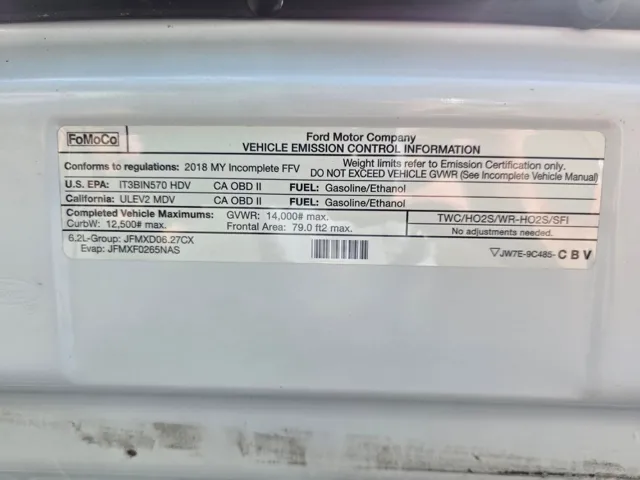 FoMoCo
Ford Motor Company
VEHICLE EMISSION CONTROL INFORMATION
Conforms to regulations: 2018 MY Incomplete FFV
Weight limits refer to Emission Certification only.
DO NOT EXCEED VEHICLE GVWR (See Incomplete Vehicle Manual)
U.S. EPA: IT3BIN570 HDV CA OBD II FUEL: Gasoline/Ethanol
California: ULEV2 MDV CA OBD II FUEL: Gasoline/Ethanol
Completed Vehicle Maximums: GVWR: 14,000# max.
CurbW: 12,500# max. Frontal Area: 79.0 ft2 max.
TWC/HO2S/WR-HO2S/SFI
No adjustments needed.
6.2L-Group: JFMXD06.27CX
Evap: JFMXF0265NAS
JW7E-9C485- C B V